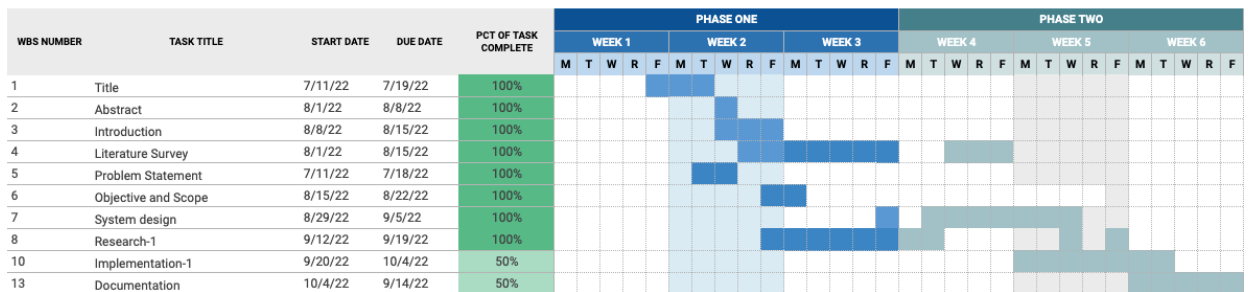 PHASE ONE PHASE TWO
WBS NUMBER TASK TITLE START DATE DUE DATE PCT OF TASK COMPLETE
WEEK 1 WEEK 2 WEEK 3 WEEK 4 WEEK 5 WEEK 6
M T W R F M T W R F M T W R F M T W R F M T W R F M T W R F
1 Title 7/11/22 7/19/22 100%
2 Abstract 8/1/22 8/8/22 100%
3 Introduction 8/8/22 8/15/22 100%
4 Literature Survey 8/1/22 8/15/22 100%
5 Problem Statement 7/11/22 7/18/22 100%
6 Objective and Scope 8/15/22 8/22/22 100%
7 System design 8/29/22 9/5/22 100%
8 Research-1 9/12/22 9/19/22 100%
10 Implementation-1 9/20/22 10/4/22 50%
13 Documentation 10/4/22 9/14/22 50%